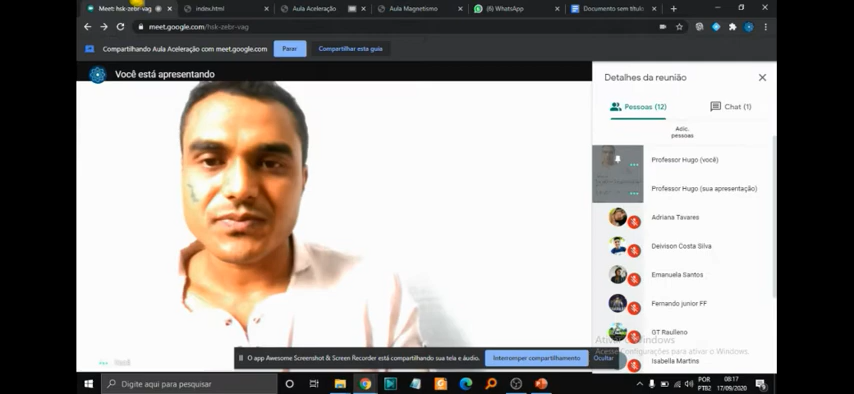 Meet: hsk-zebr-vag
index.html
Aula Aceleração
Aula Magnetismo
(6) WhatsApp
Documento sem título
meet.google.com/hsk-zebr-vag
Compartilhando Aula Aceleração com meet.google.com
Parar
Compartilhar esta guia
Você está apresentando
Detalhes da reunião
Pessoas (12)
Chat (1)
Adic.
pessoas
Professor Hugo (você)
Professor Hugo (sua apresentação)
Adriana Tavares
Deivison Costa Silva
Emanuela Santos
Fernando junior FF
GT Raulleno
Ativar o Windows
Acesse Configurações para ativar o Windows.
Isabella Martins
Você
O app Awesome Screenshot & Screen Recorder está compartilhando sua tela e áudio.
Interromper compartilhamento
Ocultar
Digite aqui para pesquisar
POR
PTB2
08:17
17/09/2020